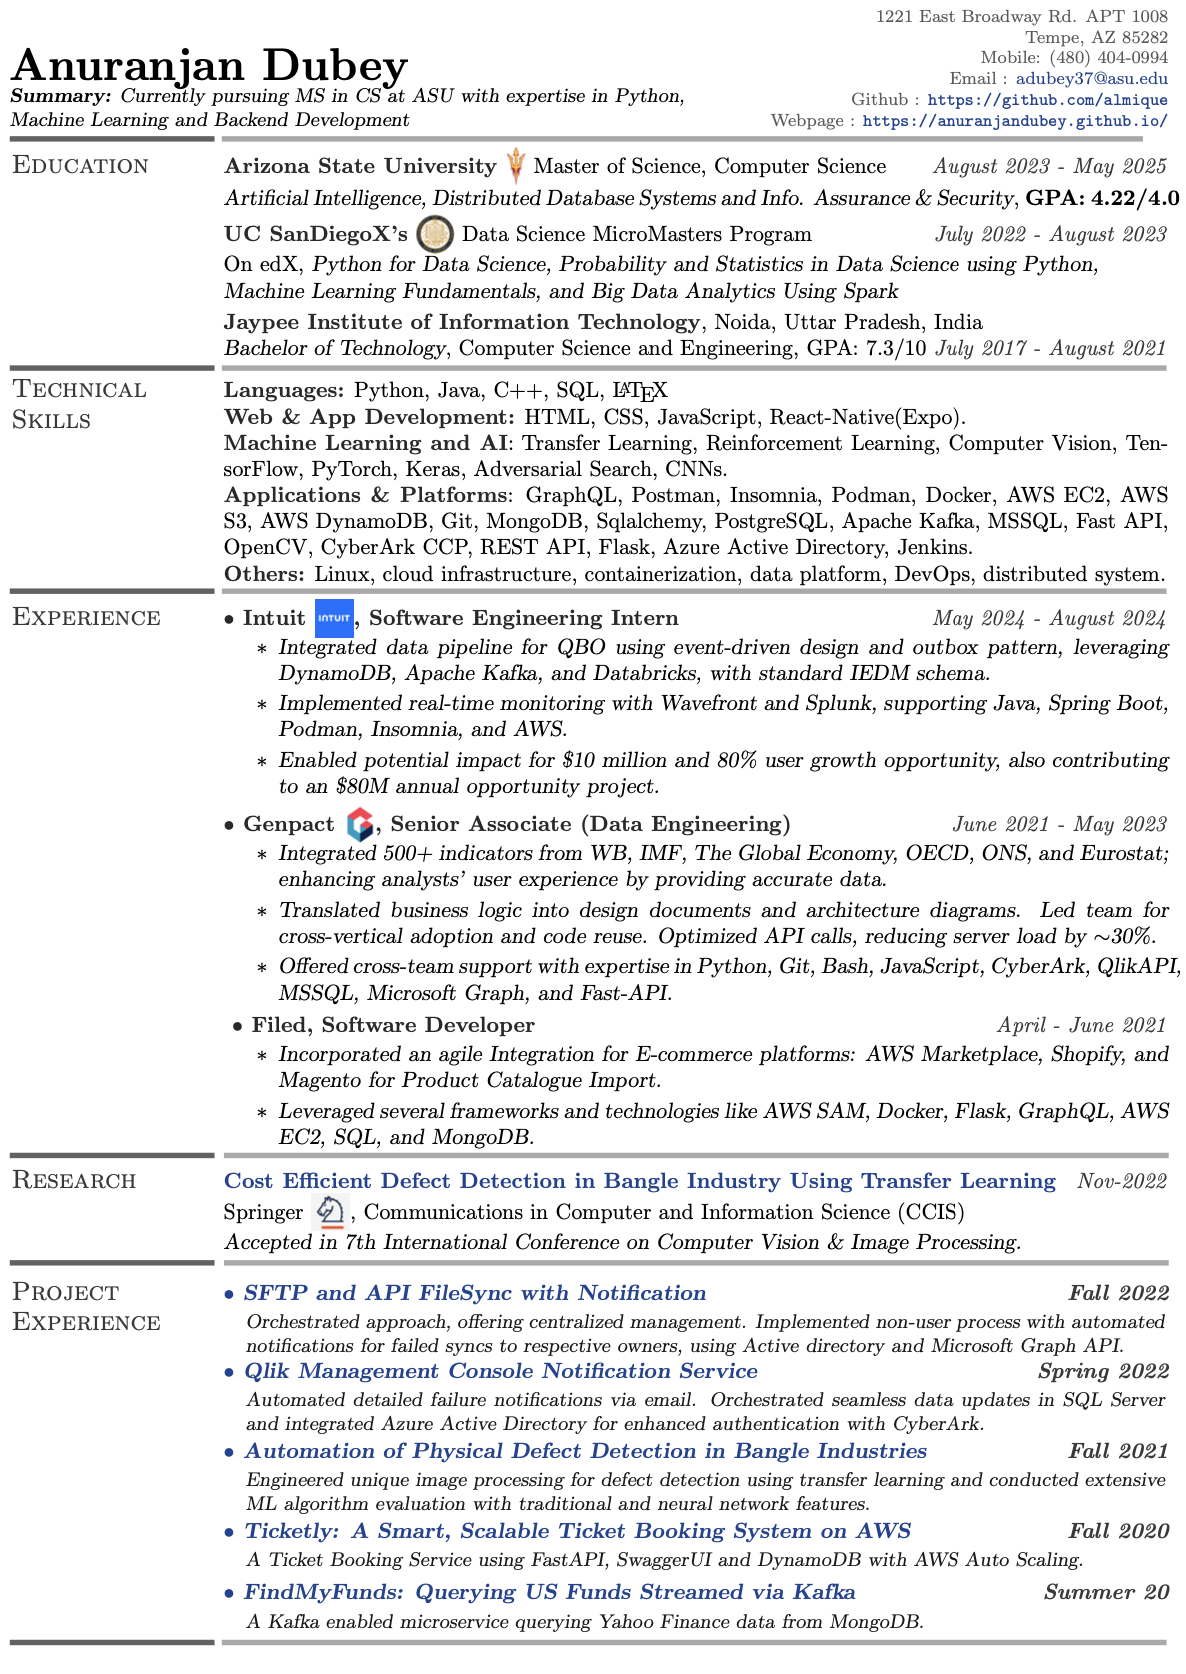 1221 East Broadway Rd. APT 1008
Tempe, AZ 85282
Mobile: (480) 404-0994
Email : adubey37@asu.edu
Github : https://github.com/almique
Webpage : https://anuranjandubey.github.io/
Anuranjan Dubey
Summary: Currently pursuing MS in CS at ASU with expertise in Python,
Machine Learning and Backend Development
EDUCATION
Arizona State University Master of Science, Computer Science August 2023 - May 2025
Artificial Intelligence, Distributed Database Systems and Info. Assurance & Security, GPA: 4.22/4.0
UC SanDiegoX's Data Science MicroMasters Program July 2022 - August 2023
On edX, Python for Data Science, Probability and Statistics in Data Science using Python,
Machine Learning Fundamentals, and Big Data Analytics Using Spark
Jaypee Institute of Information Technology, Noida, Uttar Pradesh, India
Bachelor of Technology, Computer Science and Engineering, GPA: 7.3/10 July 2017 - August 2021
TECHNICAL
SKILLS
Languages: Python, Java, C++, SQL, LATEX
Web & App Development: HTML, CSS, JavaScript, React-Native(Expo).
Machine Learning and AI: Transfer Learning, Reinforcement Learning, Computer Vision, Ten-
sorFlow, PyTorch, Keras, Adversarial Search, CNNs.
Applications & Platforms: GraphQL, Postman, Insomnia, Podman, Docker, AWS EC2, AWS
S3, AWS DynamoDB, Git, MongoDB, Sqlalchemy, PostgreSQL, Apache Kafka, MSSQL, Fast API,
OpenCV, CyberArk CCP, REST API, Flask, Azure Active Directory, Jenkins.
Others: Linux, cloud infrastructure, containerization, data platform, DevOps, distributed system.
EXPERIENCE
• Intuit INTUIT, Software Engineering Intern May 2024 - August 2024
* Integrated data pipeline for QBO using event-driven design and outbox pattern, leveraging
DynamoDB, Apache Kafka, and Databricks, with standard IEDM schema.
* Implemented real-time monitoring with Wavefront and Splunk, supporting Java, Spring Boot,
Podman, Insomnia, and AWS.
* Enabled potential impact for $10 million and 80% user growth opportunity, also contributing
to an $80M annual opportunity project.
• Genpact , Senior Associate (Data Engineering) June 2021 - May 2023
* Integrated 500+ indicators from WB, IMF, The Global Economy, OECD, ONS, and Eurostat;
enhancing analysts' user experience by providing accurate data.
* Translated business logic into design documents and architecture diagrams. Led team for
cross-vertical adoption and code reuse. Optimized API calls, reducing server load by ~30%.
* Offered cross-team support with expertise in Python, Git, Bash, JavaScript, CyberArk, QlikAPI,
MSSQL, Microsoft Graph, and Fast-API.
• Filed, Software Developer April - June 2021
* Incorporated an agile Integration for E-commerce platforms: AWS Marketplace, Shopify, and
Magento for Product Catalogue Import.
* Leveraged several frameworks and technologies like AWS SAM, Docker, Flask, GraphQL, AWS
EC2, SQL, and MongoDB.
RESEARCH
Cost Efficient Defect Detection in Bangle Industry Using Transfer Learning Nov-2022
Springer , Communications in Computer and Information Science (CCIS)
Accepted in 7th International Conference on Computer Vision & Image Processing.
PROJECT
EXPERIENCE
• SFTP and API FileSync with Notification Fall 2022
Orchestrated approach, offering centralized management. Implemented non-user process with automated
notifications for failed syncs to respective owners, using Active directory and Microsoft Graph API.
• Qlik Management Console Notification Service Spring 2022
Automated detailed failure notifications via email. Orchestrated seamless data updates in SQL Server
and integrated Azure Active Directory for enhanced authentication with CyberArk.
• Automation of Physical Defect Detection in Bangle Industries Fall 2021
Engineered unique image processing for defect detection using transfer learning and conducted extensive
ML algorithm evaluation with traditional and neural network features.
• Ticketly: A Smart, Scalable Ticket Booking System on AWS Fall 2020
A Ticket Booking Service using FastAPI, SwaggerUI and DynamoDB with AWS Auto Scaling.
• FindMyFunds: Querying US Funds Streamed via Kafka Summer 20
A Kafka enabled microservice querying Yahoo Finance data from MongoDB.